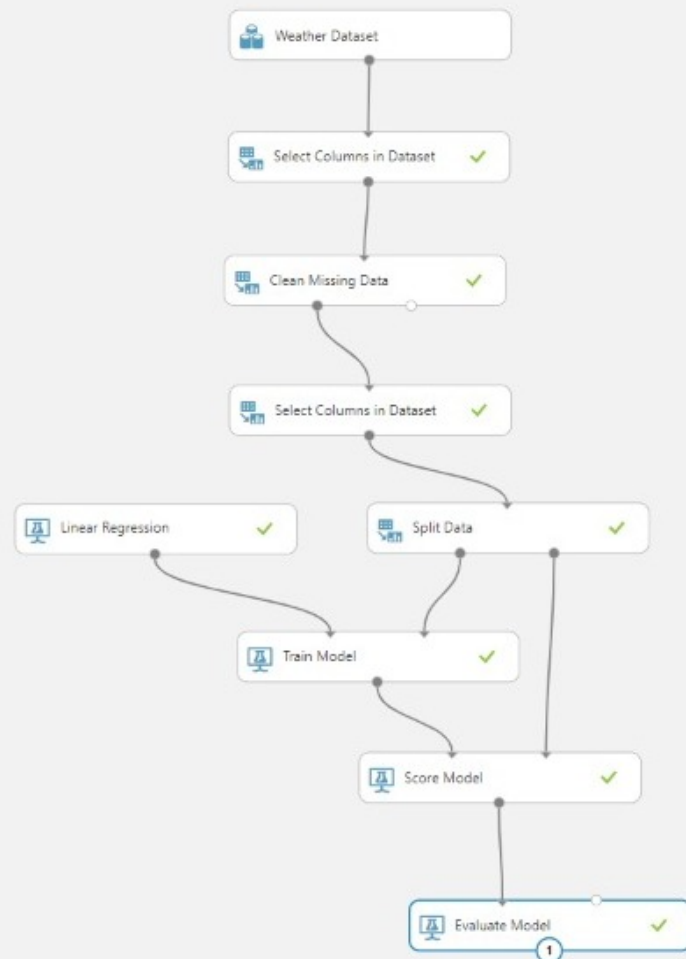 Weather Dataset
Select Columns in Dataset
Clean Missing Data
Select Columns in Dataset
Linear Regression
Split Data
Train Model
Score Model
Evaluate Model
1